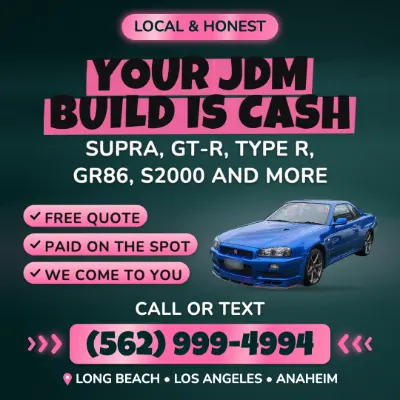 LOCAL & HONEST
YOUR JDM
BUILD IS CASH
SUPRA, GT-R, TYPE R,
GR86, S2000 AND MORE
FREE QUOTE
PAID ON THE SPOT
WE COME TO YOU
CALL OR TEXT
(562) 999-4994
LONG BEACH • LOS ANGELES • ANAHEIM